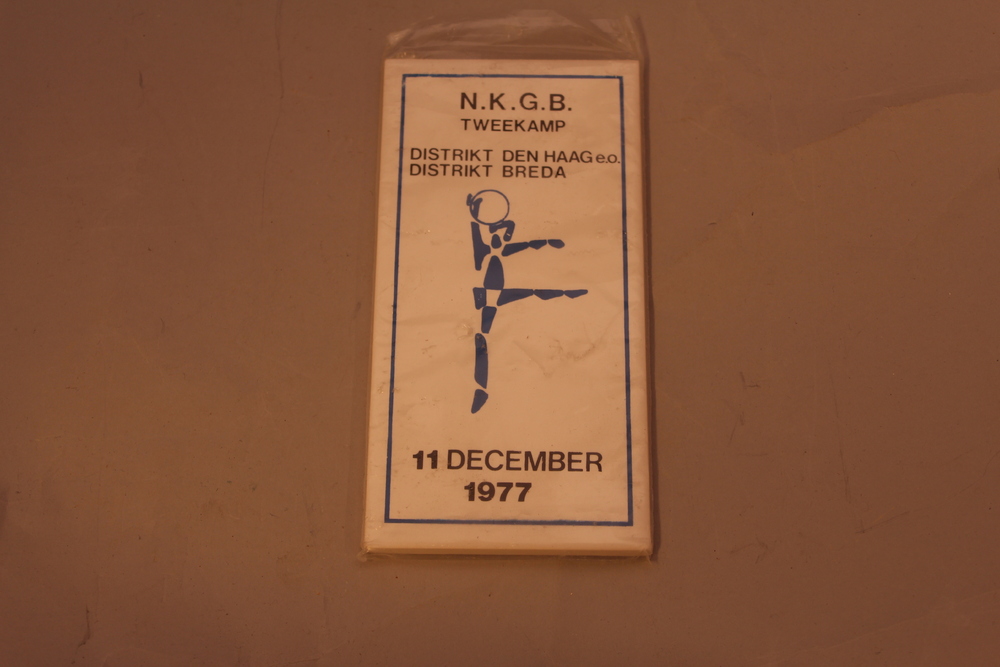 N.K.G.B.
TWEEKAMP
DISTRIKT DEN HAAG e.o.
DISTRIKT BREDA
11 DECEMBER
1977